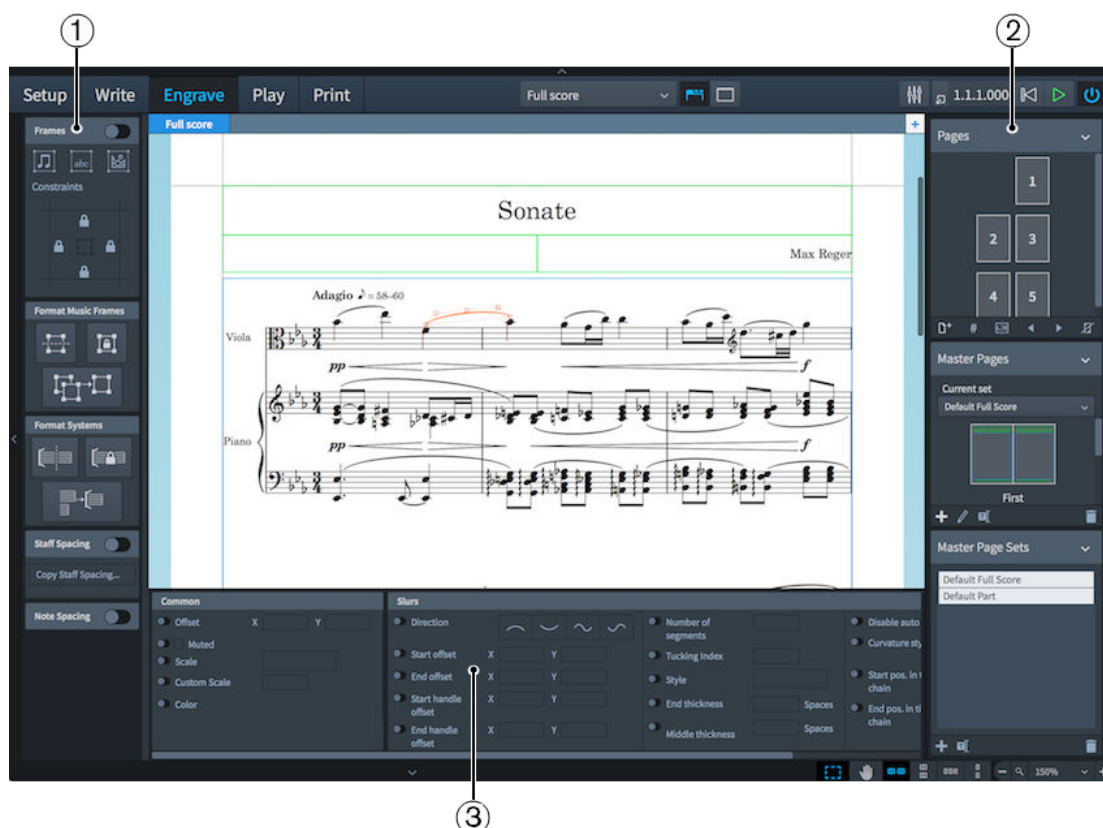 1
2
Setup Write Engrave Play Print Full score 1.1.1.000
Frames
abc
Constraints
Format Music Frames
Format Systems
Staff Spacing
Copy Staff Spacing...
Note Spacing
Full score
Sonate
Max Reger
Adagio ♪ = 58–60
Viola
pp f
Piano
pp f
Pages
1
2 3
4 5
#
Master Pages
Current set
Default Full Score
First
Master Page Sets
Default Full Score
Default Part
Common
Offset X Y
Muted
Scale
Custom Scale
Color
Slurs
Direction
Start offset X Y
End offset X Y
Start handle X Y
offset
End handle X Y
offset
Number of
segments
Tucking Index
Style
End thickness Spaces
Middle thickness Spaces
Disable auto
Curvature sty
Start pos. in t
chain
End pos. in t
chain
150%
3